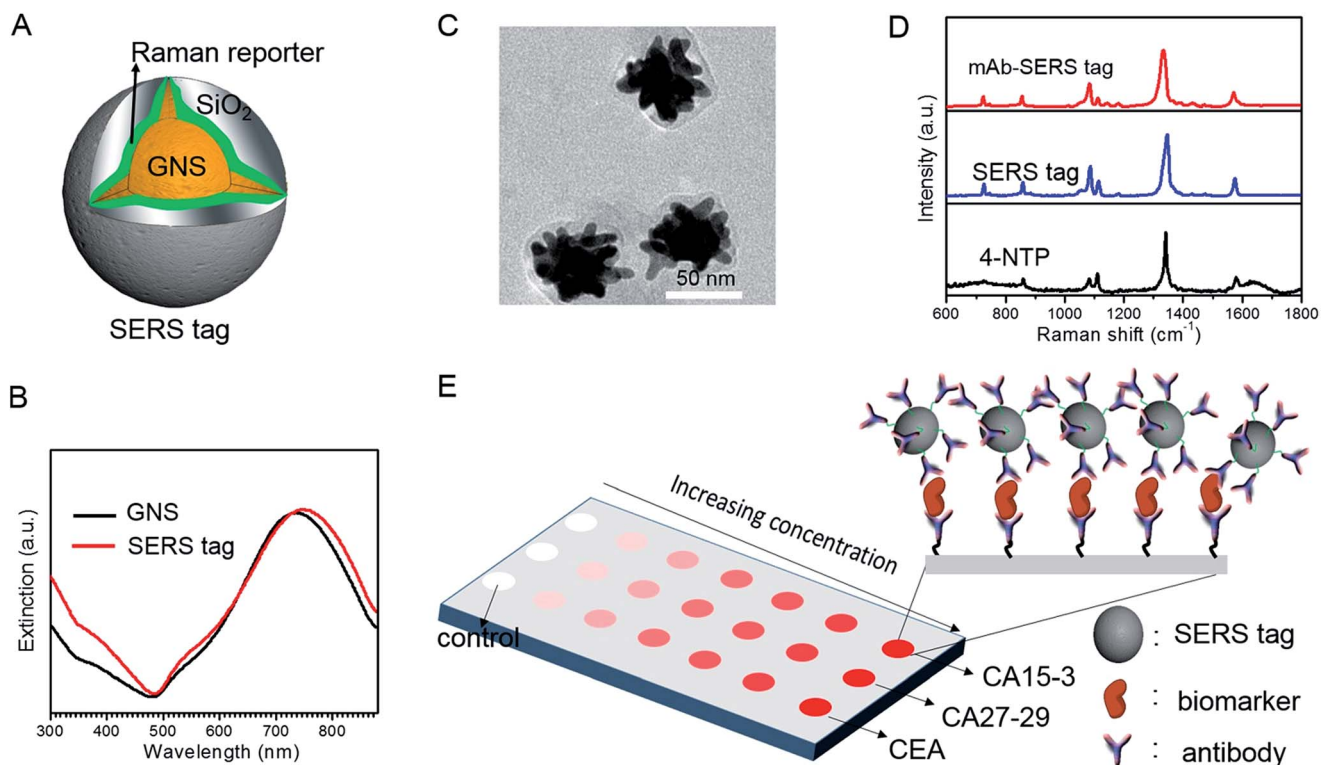 A
Raman reporter
SiO₂
GNS
SERS tag
B
Extinction (a.u.)
GNS
SERS tag
300 400 500 600 700 800
Wavelength (nm)
C
50 nm
D
Intensity (a.u.)
mAb-SERS tag
SERS tag
4-NTP
600 800 1000 1200 1400 1600 1800
Raman shift (cm⁻¹)
E
Increasing concentration
control
CA15-3
CA27-29
CEA
: SERS tag
: biomarker
: antibody